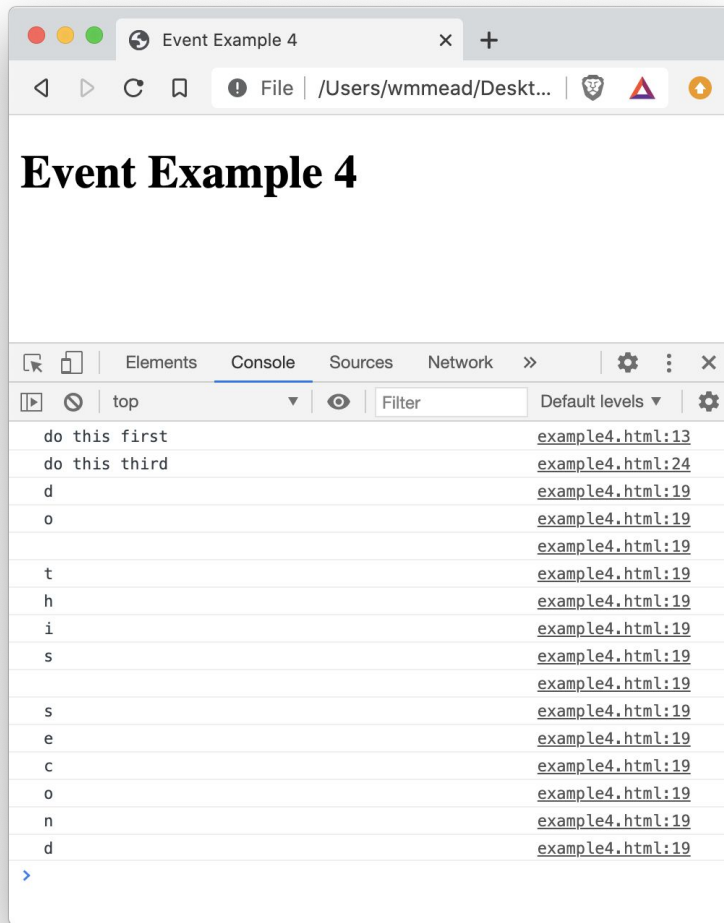 Event Example 4
File /Users/wmmead/Deskt...
Event Example 4
Elements Console Sources Network »
top Filter Default levels
do this first example4.html:13
do this third example4.html:24
d example4.html:19
o example4.html:19
example4.html:19
t example4.html:19
h example4.html:19
i example4.html:19
s example4.html:19
example4.html:19
s example4.html:19
e example4.html:19
c example4.html:19
o example4.html:19
n example4.html:19
d example4.html:19